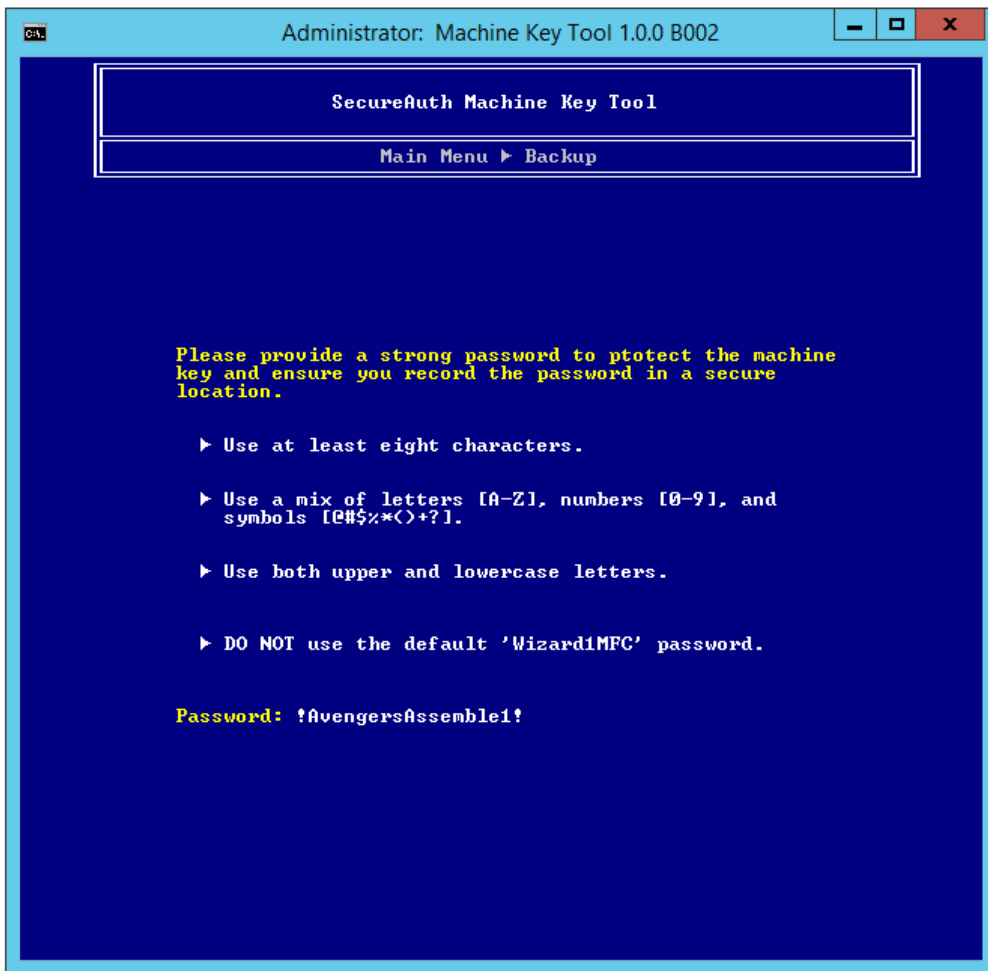 Administrator: Machine Key Tool 1.0.0 B002
SecureAuth Machine Key Tool
Main Menu ► Backup
Please provide a strong password to ptotect the machine
key and ensure you record the password in a secure
location.
► Use at least eight characters.
► Use a mix of letters [A-Z], numbers [0-9], and
symbols [@#$%*()+?].
► Use both upper and lowercase letters.
► DO NOT use the default 'Wizard1MFC' password.
Password: !AvengersAssemble1!